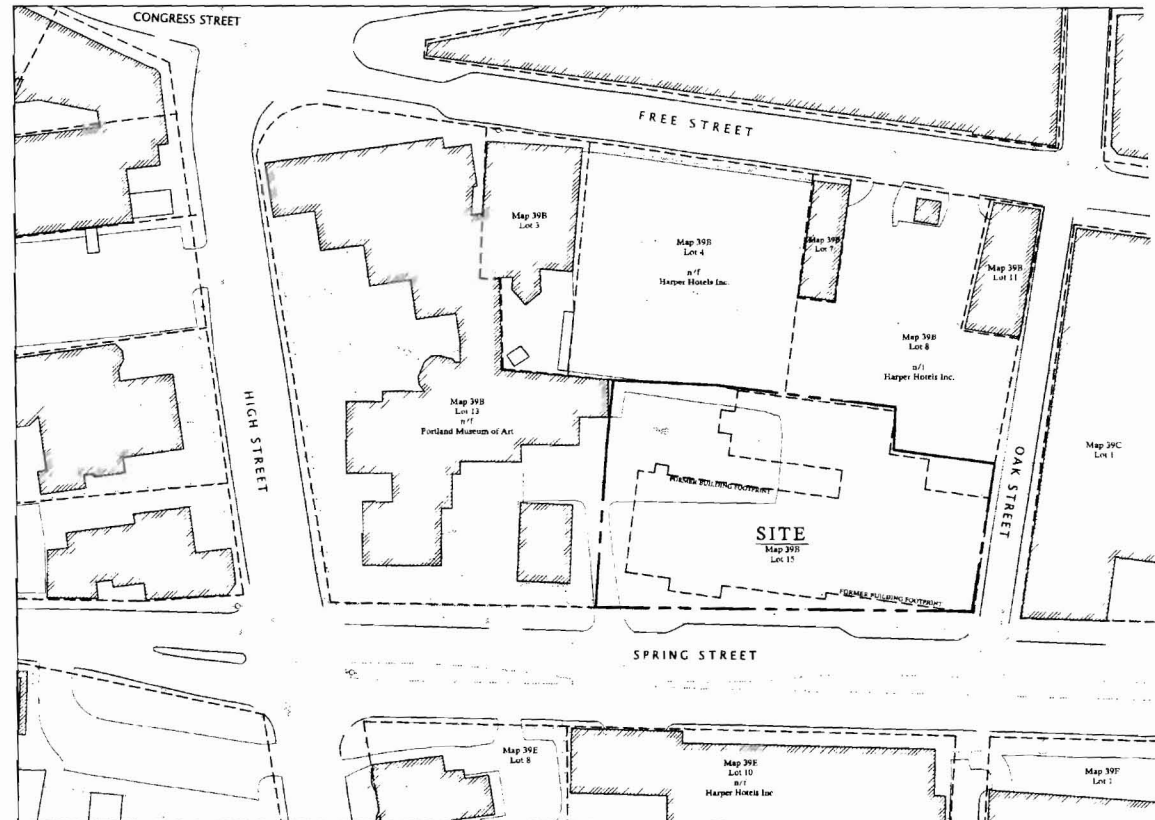 CONGRESS STREET
FREE STREET
Map 39B
Lot 3
Map 39B
Lot 4
n/f
Harper Hotels Inc.
Map 39B
Lot 7
Map 39B
Lot 11
Map 39B
Lot 8
n/f
Harper Hotels Inc.
HIGH STREET
Map 39B
Lot 13
n/f
Portland Museum of Art
OAK STREET
Map 39C
Lot 1
FORMER BUILDING FOOTPRINT
SITE
Map 39B
Lot 15
FORMER BUILDING FOOTPRINT
SPRING STREET
Map 39E
Lot 8
Map 39E
Lot 10
n/f
Harper Hotels Inc
Map 39F
Lot 1